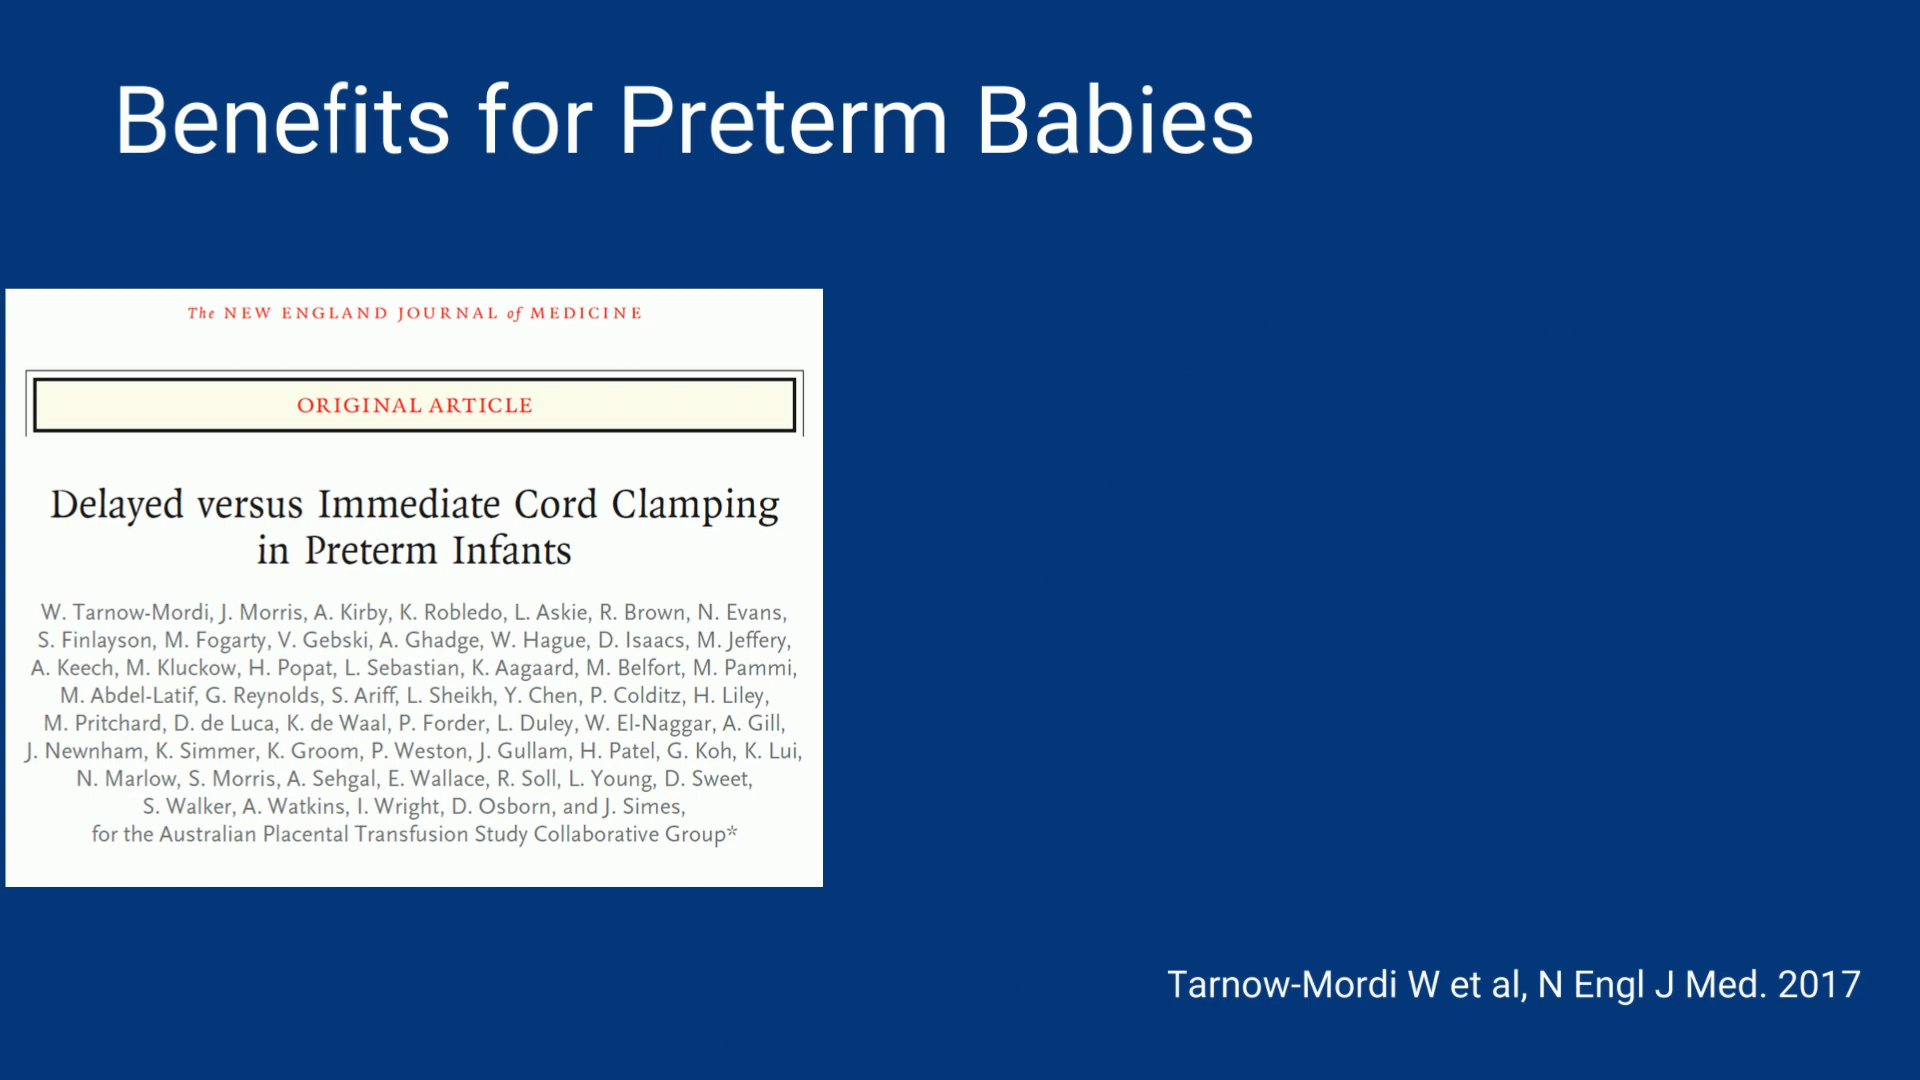 Benefits for Preterm Babies
The NEW ENGLAND JOURNAL of MEDICINE
ORIGINAL ARTICLE
Delayed versus Immediate Cord Clamping
in Preterm Infants
W. Tarnow-Mordi, J. Morris, A. Kirby, K. Robledo, L. Askie, R. Brown, N. Evans,
S. Finlayson, M. Fogarty, V. Gebski, A. Ghadge, W. Hague, D. Isaacs, M. Jeffery,
A. Keech, M. Kluckow, H. Popat, L. Sebastian, K. Aagaard, M. Belfort, M. Pammi,
M. Abdel-Latif, G. Reynolds, S. Ariff, L. Sheikh, Y. Chen, P. Colditz, H. Liley,
M. Pritchard, D. de Luca, K. de Waal, P. Forder, L. Duley, W. El-Naggar, A. Gill,
J. Newnham, K. Simmer, K. Groom, P. Weston, J. Gullam, H. Patel, G. Koh, K. Lui,
N. Marlow, S. Morris, A. Sehgal, E. Wallace, R. Soll, L. Young, D. Sweet,
S. Walker, A. Watkins, I. Wright, D. Osborn, and J. Simes,
for the Australian Placental Transfusion Study Collaborative Group*
Tarnow-Mordi W et al, N Engl J Med. 2017